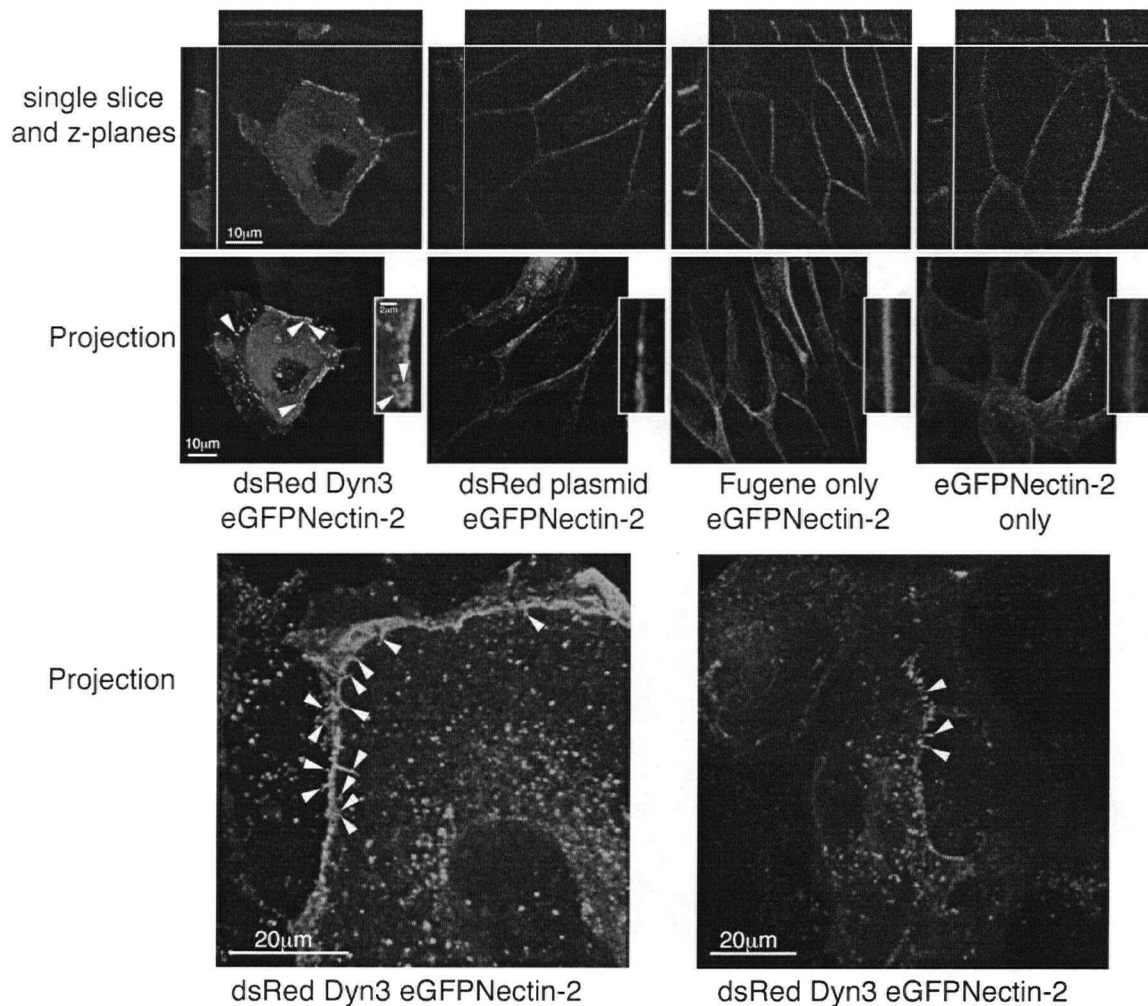 single slice
and z-planes
10µm
Projection
2µm
10µm
dsRed Dyn3
eGFPNectin-2
dsRed plasmid
eGFPNectin-2
Fugene only
eGFPNectin-2
eGFPNectin-2
only
Projection
20µm
20µm
dsRed Dyn3 eGFPNectin-2
dsRed Dyn3 eGFPNectin-2